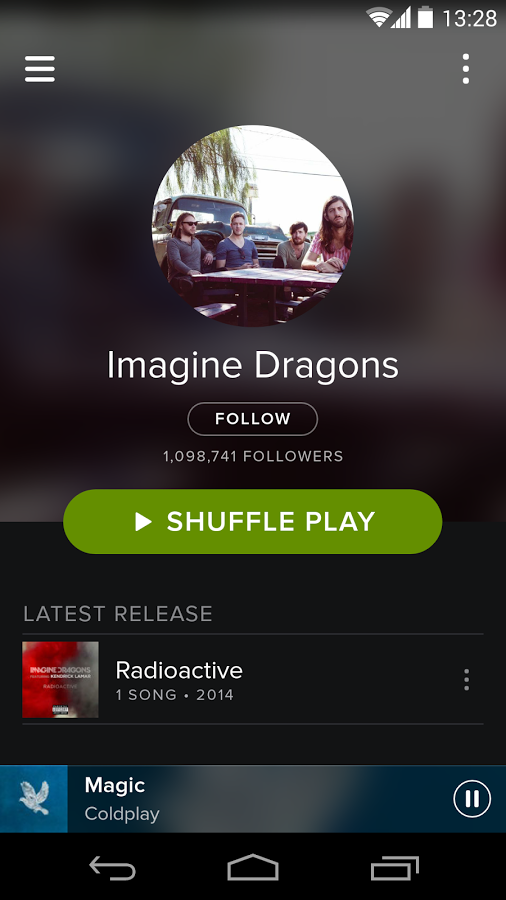 13:28
Imagine Dragons
FOLLOW
1,098,741 FOLLOWERS
SHUFFLE PLAY
LATEST RELEASE
IMAGINE DRAGONS
FEATURING KENDRICK LAMAR
RADIOACTIVE
Radioactive
1 SONG • 2014
Magic
Coldplay